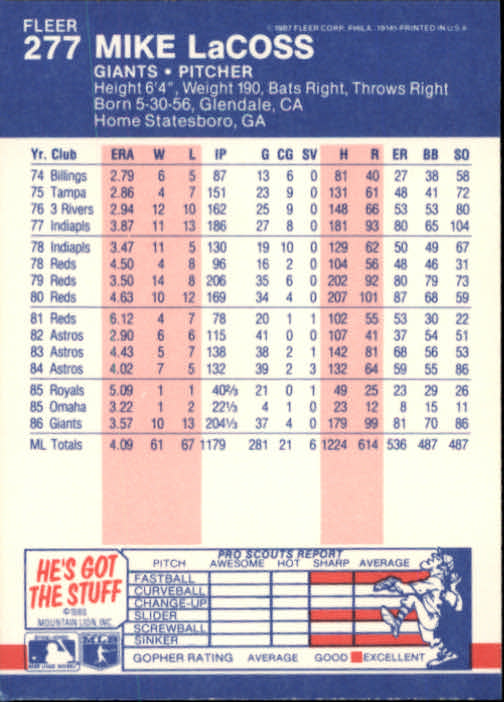 FLEER
277 MIKE LaCOSS
© 1987 FLEER CORP., PHILA. 19141-PRINTED IN U.S.A.
GIANTS • PITCHER
Height 6'4", Weight 190, Bats Right, Throws Right
Born 5-30-56, Glendale, CA
Home Statesboro, GA
Yr. Club ERA W L IP G CG SV H R ER BB SO
74 Billings 2.79 6 5 87 13 6 0 81 40 27 38 58
75 Tampa 2.86 4 7 151 23 9 0 131 61 48 41 72
76 3 Rivers 2.94 12 10 162 25 9 0 148 66 53 53 80
77 Indiapls 3.87 11 13 186 27 8 0 181 93 80 65 104
78 Indiapls 3.47 11 5 130 19 10 0 129 62 50 49 67
78 Reds 4.50 4 8 96 16 2 0 104 56 48 46 31
79 Reds 3.50 14 8 206 35 6 0 202 92 80 79 73
80 Reds 4.63 10 12 169 34 4 0 207 101 87 68 59
81 Reds 6.12 4 7 78 20 1 1 102 55 53 30 22
82 Astros 2.90 6 6 115 41 0 0 107 41 37 54 51
83 Astros 4.43 5 7 138 38 2 1 142 81 68 56 53
84 Astros 4.02 7 5 132 39 2 3 132 64 59 55 86
85 Royals 5.09 1 1 40⅔ 21 0 1 49 25 23 29 26
85 Omaha 3.22 1 2 22⅓ 4 1 0 23 12 8 15 11
86 Giants 3.57 10 13 204⅓ 37 4 0 179 99 81 70 86
ML Totals 4.09 61 67 1179 281 21 6 1224 614 536 487 487
HE'S GOT
THE STUFF
© 1986
MOUNTAIN LION, INC.
PRO SCOUTS REPORT
PITCH AWESOME HOT SHARP AVERAGE
FASTBALL
CURVEBALL
CHANGE-UP
SLIDER
SCREWBALL
SINKER
GOPHER RATING AVERAGE GOOD EXCELLENT